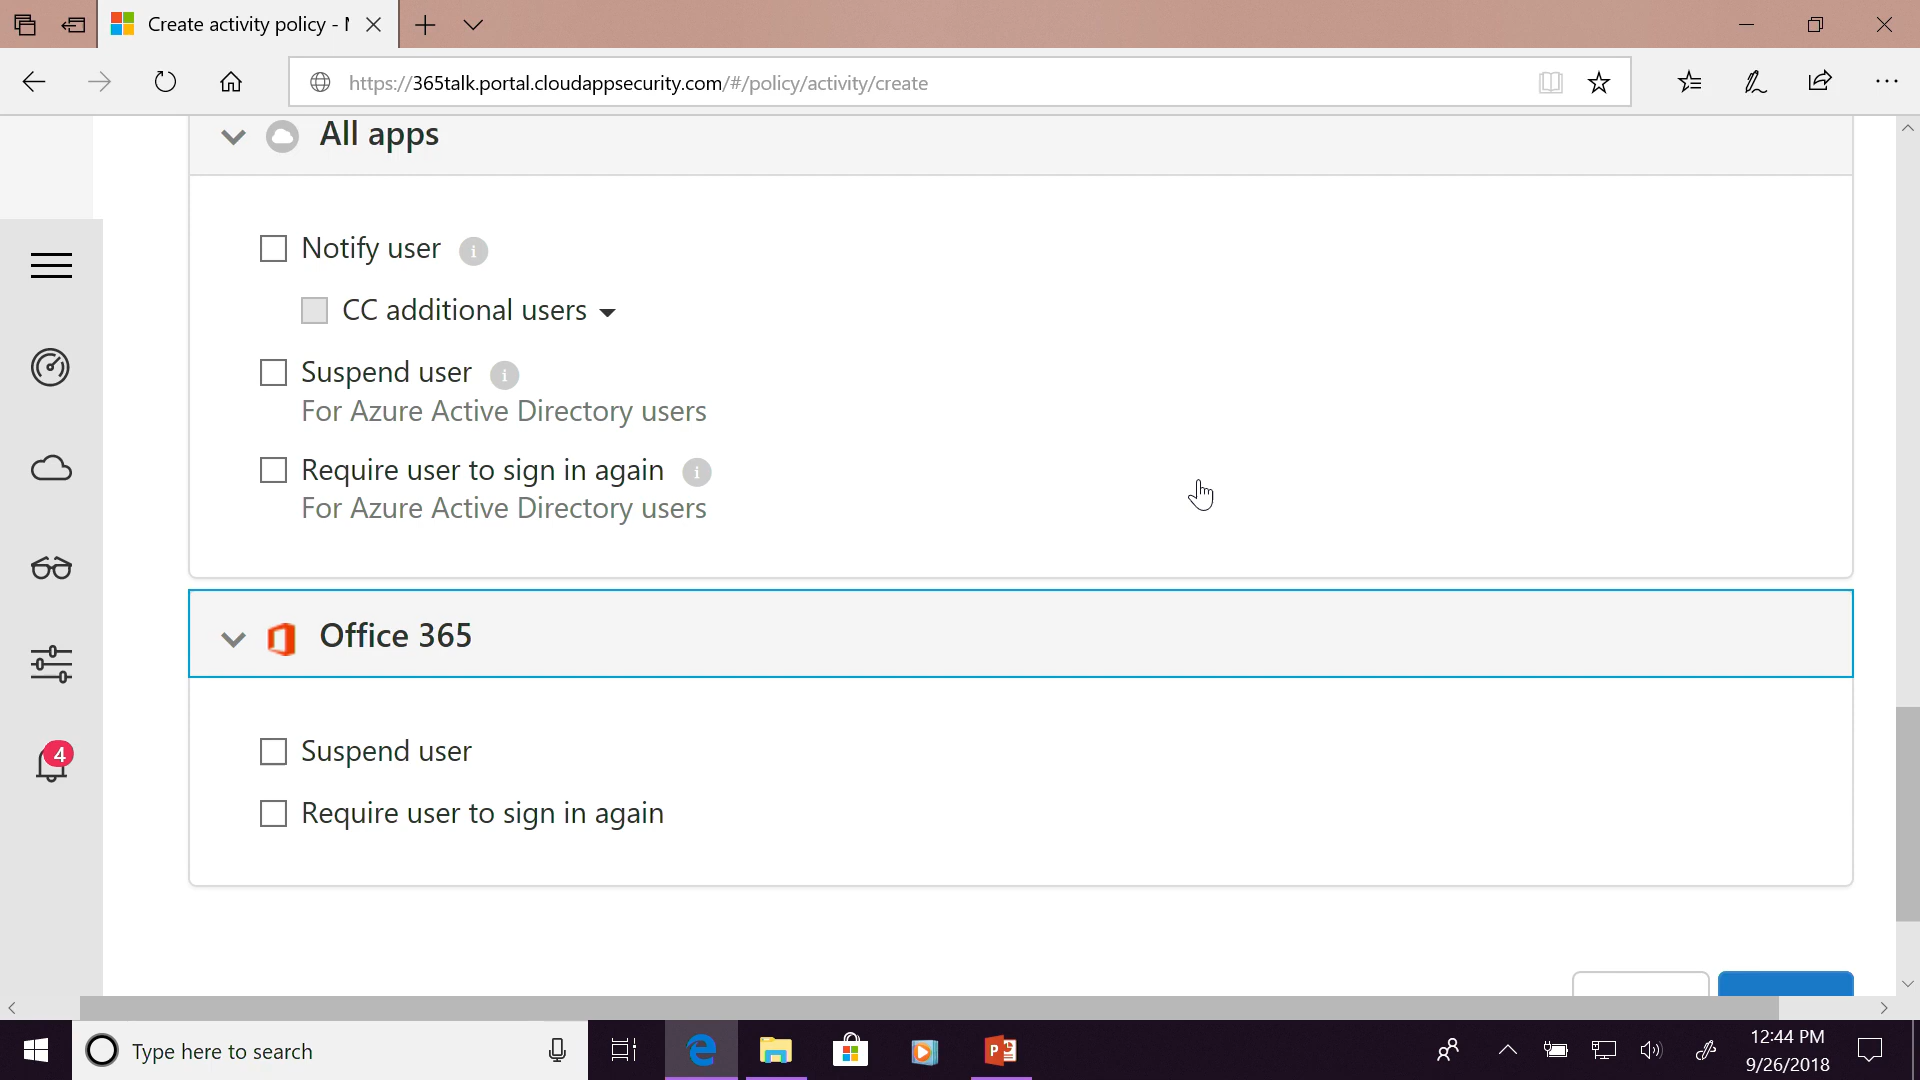 Create activity policy - M
https://365talk.portal.cloudappsecurity.com/#/policy/activity/create
All apps
Notify user
CC additional users
Suspend user
For Azure Active Directory users
Require user to sign in again
For Azure Active Directory users
4
Office 365
Suspend user
Require user to sign in again
Type here to search
12:44 PM
9/26/2018